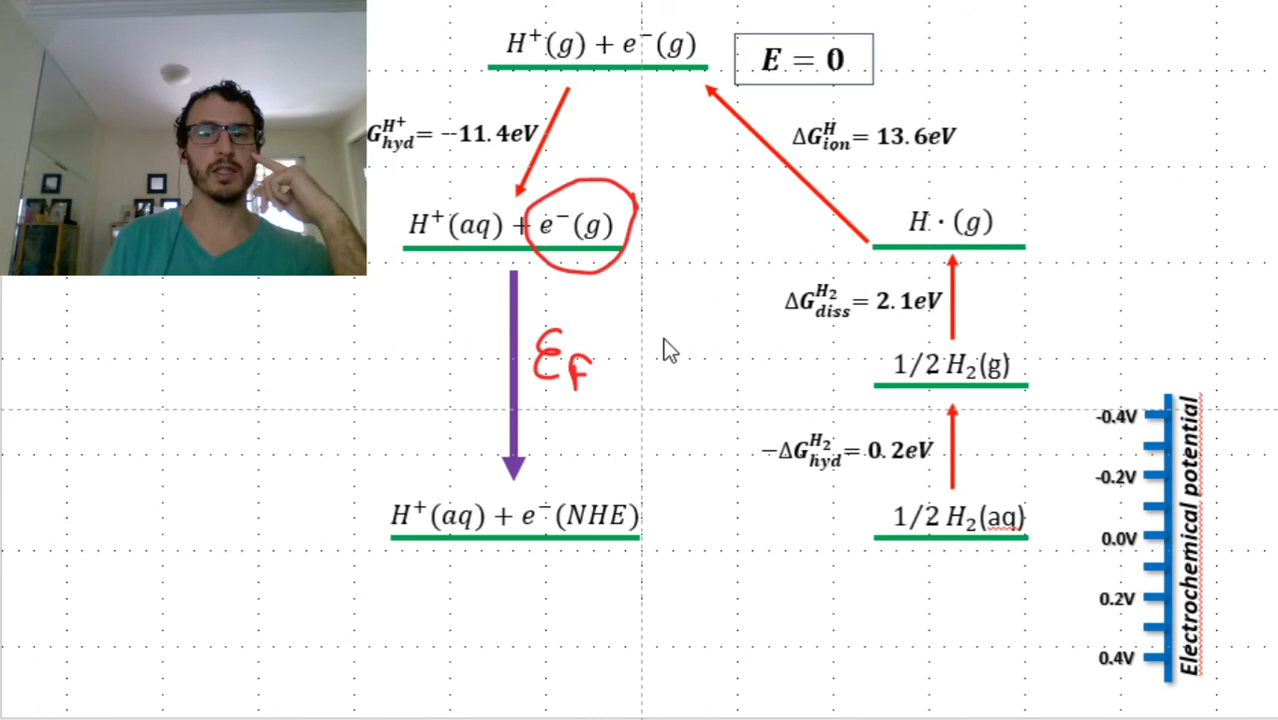 H⁺(g) + e⁻(g)
E = 0
G_hyd^H⁺ = −11.4eV
ΔG_ion^H = 13.6eV
H⁺(aq) + e⁻(g)
H · (g)
ΔG_diss^H₂ = 2.1eV
ℰF
1/2 H₂(g)
−ΔG_hyd^H₂ = 0.2eV
H⁺(aq) + e⁻(NHE)
1/2 H₂(aq)
-0.4V
-0.2V
0.0V
0.2V
0.4V
Electrochemical potential